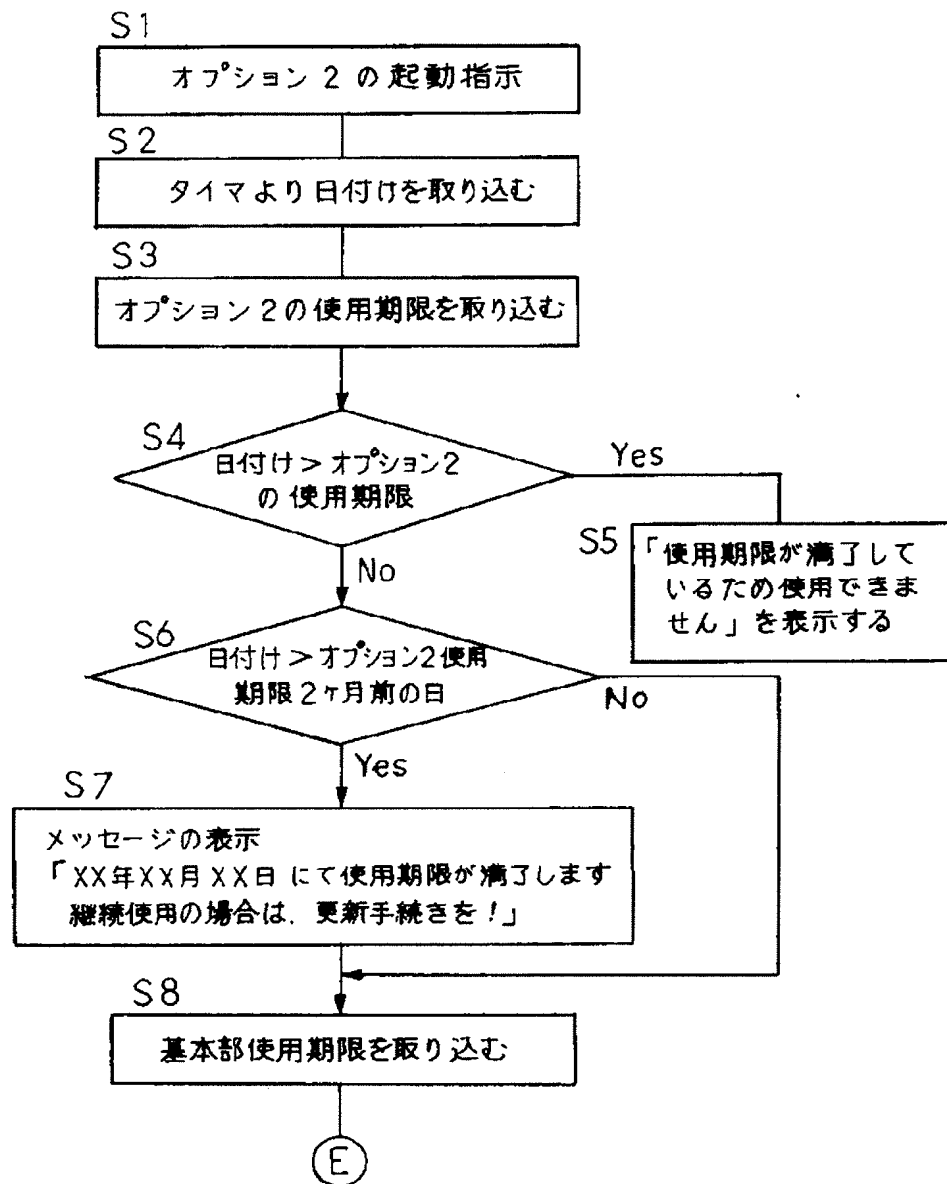 S1
オプション2の起動指示
S2
タイマより日付けを取り込む
S3
オプション2の使用期限を取り込む
S4
日付け>オプション2
の使用期限
Yes
No
S5
「使用期限が満了して
いるため使用できま
せん」を表示する
S6
日付け>オプション2使用
期限2ヶ月前の日
No
Yes
S7
メッセージの表示
「XX年XX月XX日にて使用期限が満了します
継続使用の場合は、更新手続きを!」
S8
基本部使用期限を取り込む
E